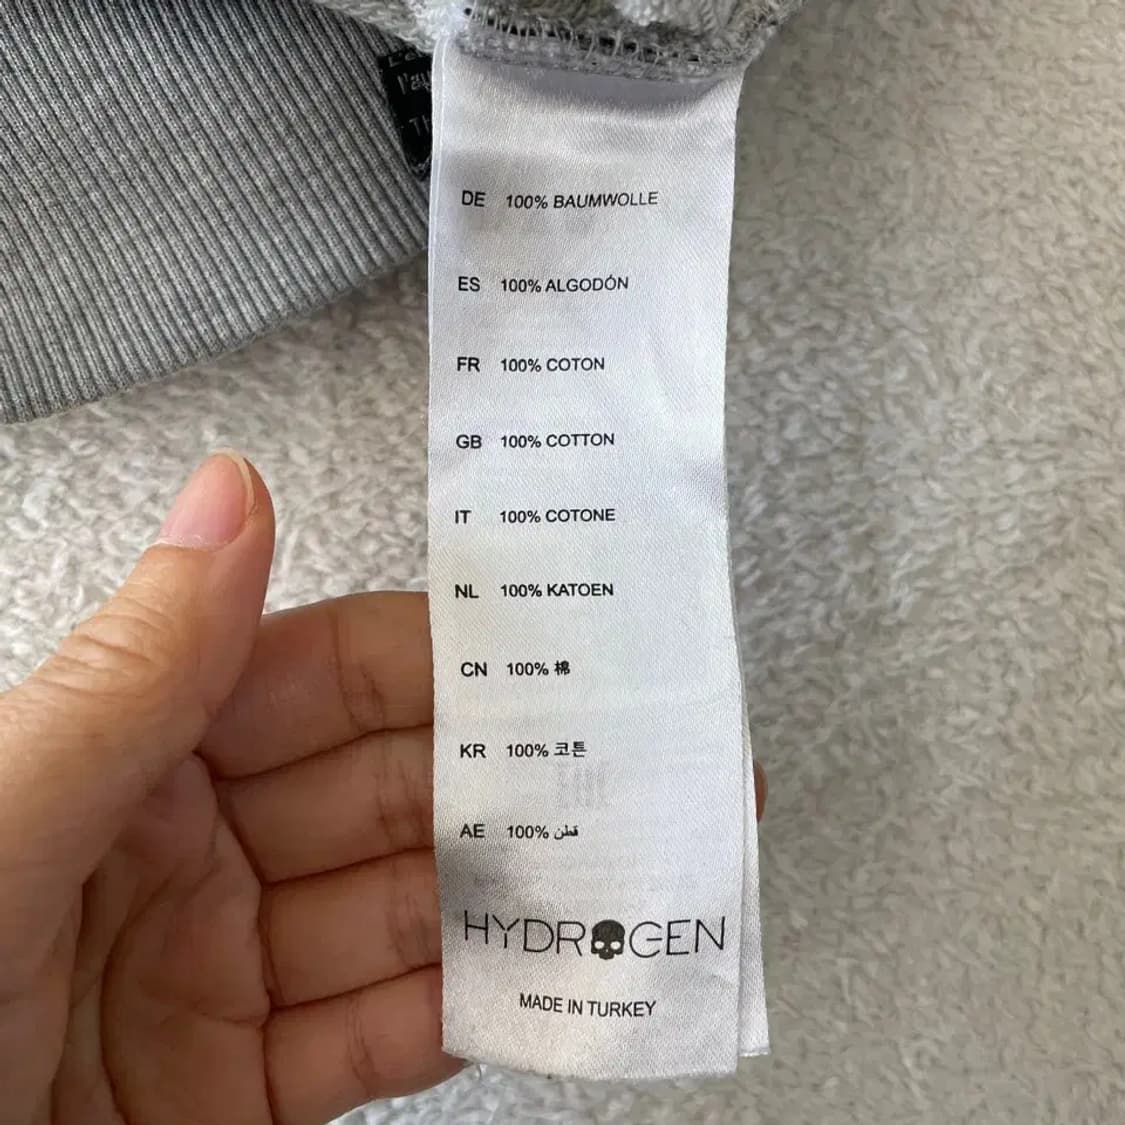 TH
DE 100% BAUMWOLLE
ES 100% ALGODÓN
FR 100% COTON
GB 100% COTTON
IT 100% COTONE
NL 100% KATOEN
CN 100% 棉
KR 100% 코튼
AE 100% قطن
HYDROGEN
MADE IN TURKEY